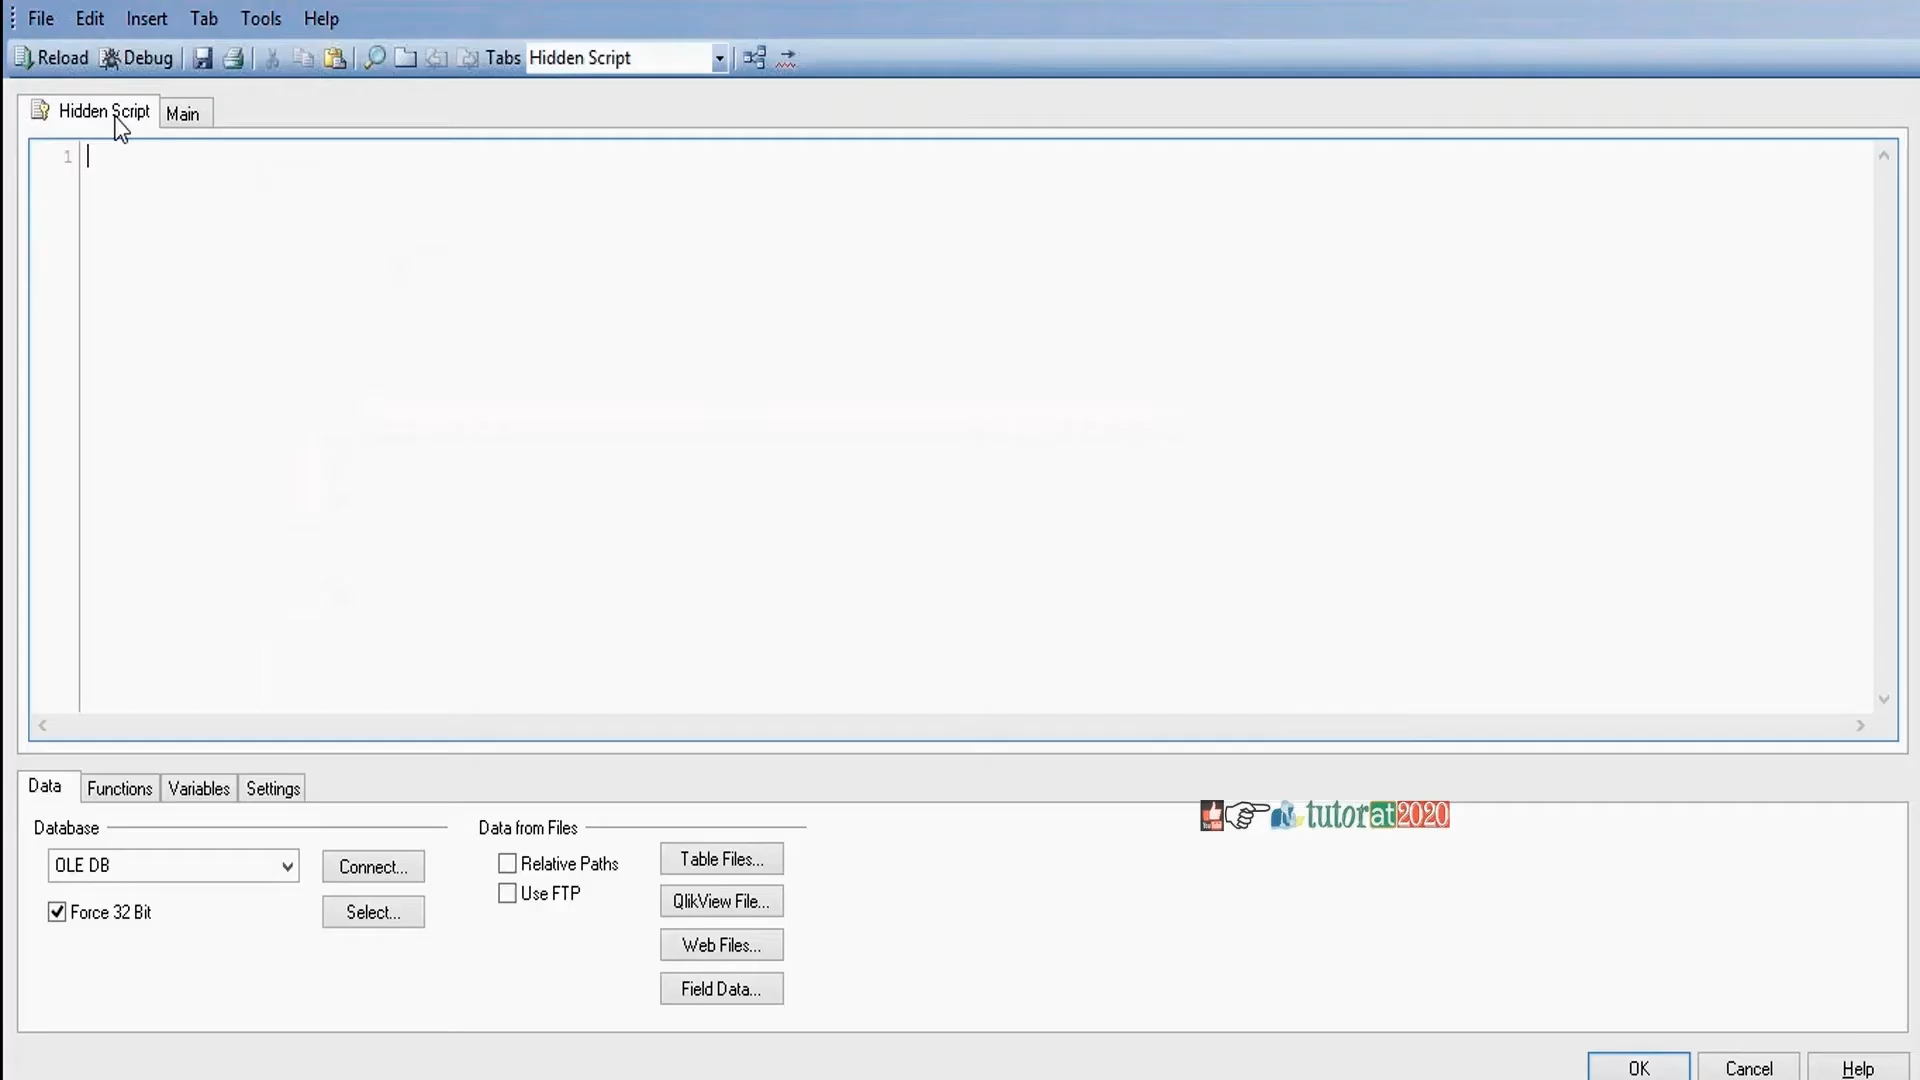 File Edit Insert Tab Tools Help
Reload Debug Tabs Hidden Script
Hidden Script Main
1
Data Functions Variables Settings
tutorat2020
Database Data from Files
OLE DB Connect... Relative Paths Table Files...
Use FTP QlikView File...
Force 32 Bit Select...
Web Files...
Field Data...
OK Cancel Help